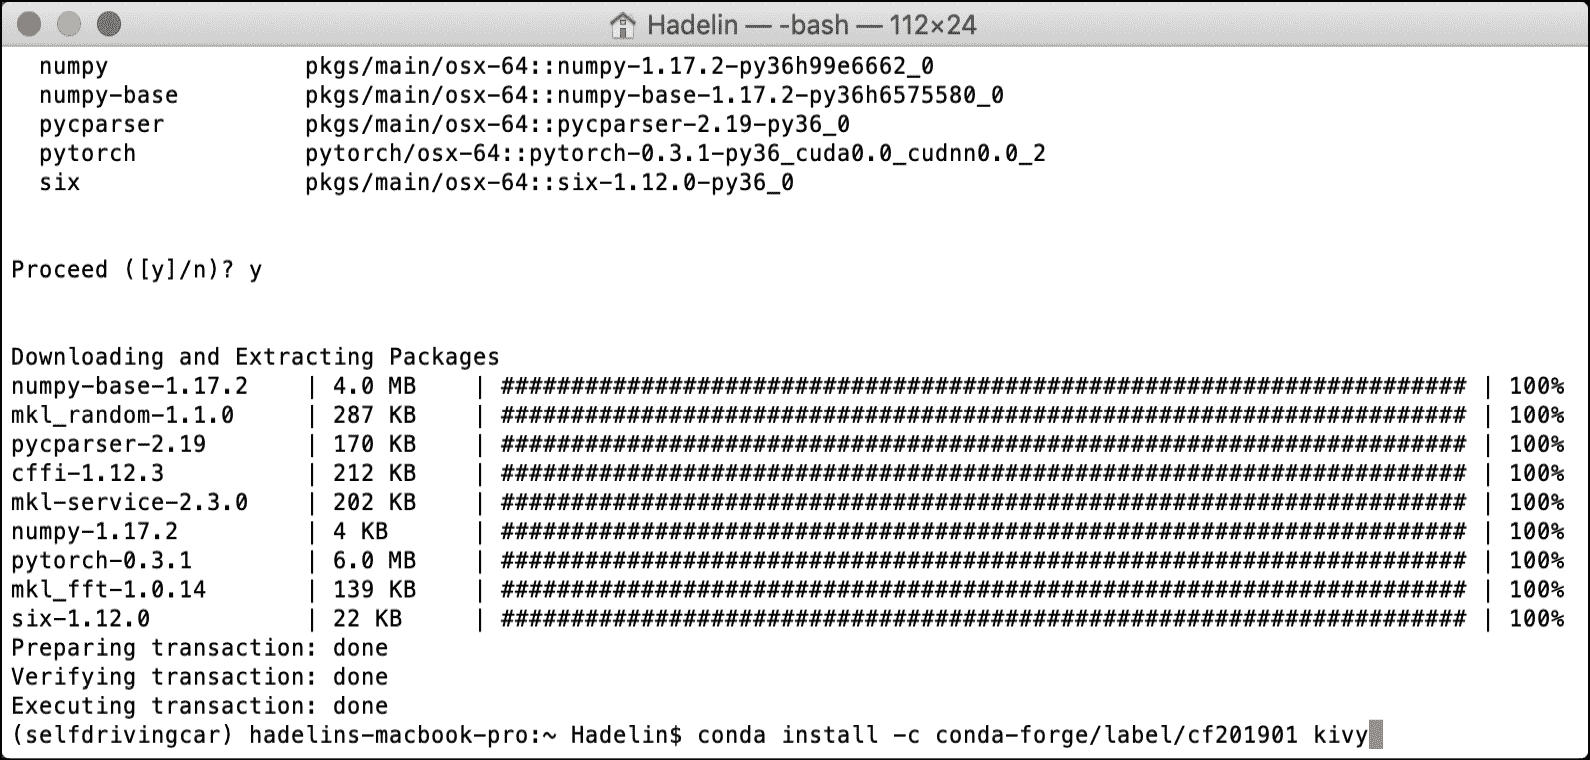 Hadelin — -bash — 112×24
numpy              pkgs/main/osx-64::numpy-1.17.2-py36h99e6662_0
numpy-base         pkgs/main/osx-64::numpy-base-1.17.2-py36h6575580_0
pycparser          pkgs/main/osx-64::pycparser-2.19-py36_0
pytorch            pytorch/osx-64::pytorch-0.3.1-py36_cuda0.0_cudnn0.0_2
six                pkgs/main/osx-64::six-1.12.0-py36_0
Proceed ([y]/n)? y
Downloading and Extracting Packages
numpy-base-1.17.2    | 4.0 MB    | ##################################################################### | 100%
mkl_random-1.1.0     | 287 KB    | ##################################################################### | 100%
pycparser-2.19       | 170 KB    | ##################################################################### | 100%
cffi-1.12.3          | 212 KB    | ##################################################################### | 100%
mkl-service-2.3.0    | 202 KB    | ##################################################################### | 100%
numpy-1.17.2         | 4 KB      | ##################################################################### | 100%
pytorch-0.3.1        | 6.0 MB    | ##################################################################### | 100%
mkl_fft-1.0.14       | 139 KB    | ##################################################################### | 100%
six-1.12.0           | 22 KB     | ##################################################################### | 100%
Preparing transaction: done
Verifying transaction: done
Executing transaction: done
(selfdrivingcar) hadelins-macbook-pro:~ Hadelin$ conda install -c conda-forge/label/cf201901 kivy